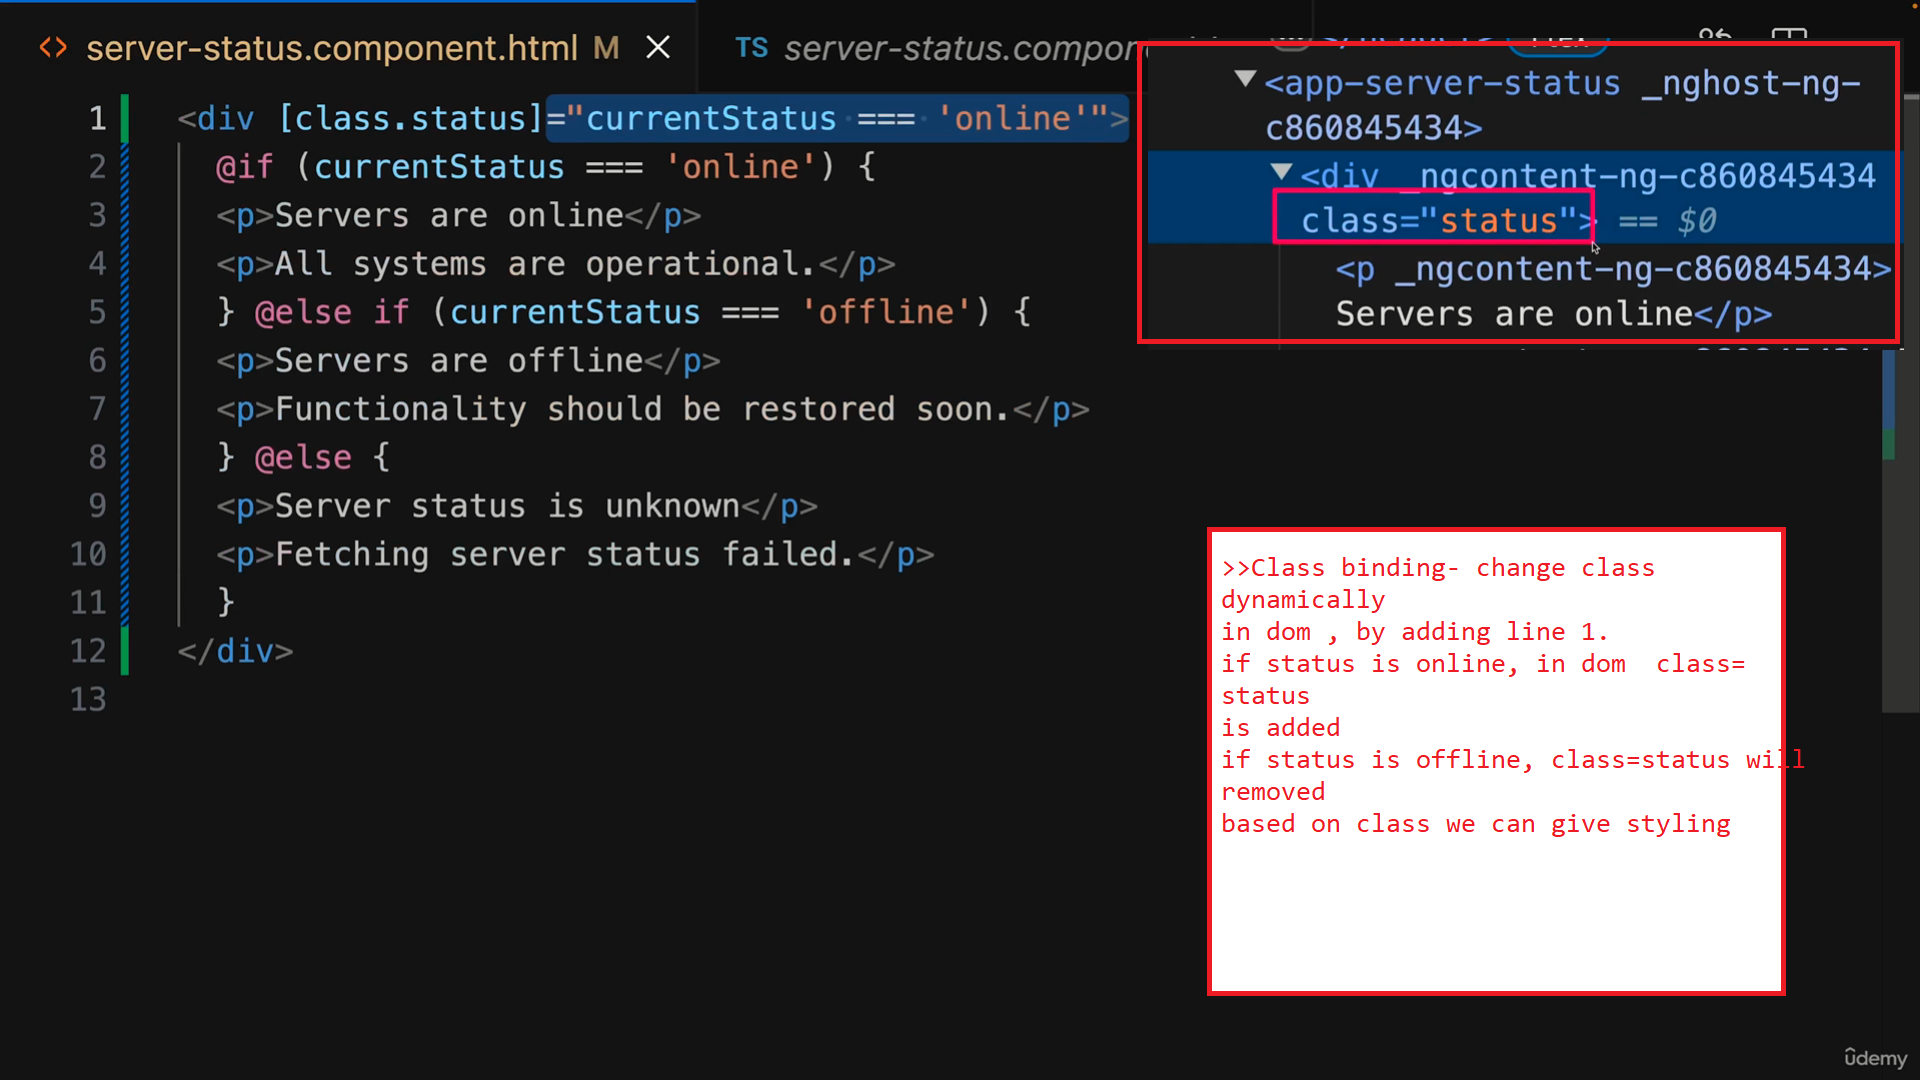 server-status.component.html M
TS server-status.compon
1 <div [class.status]="currentStatus === 'online'">
2 @if (currentStatus === 'online') {
3 <p>Servers are online</p>
4 <p>All systems are operational.</p>
5 } @else if (currentStatus === 'offline') {
6 <p>Servers are offline</p>
7 <p>Functionality should be restored soon.</p>
8 } @else {
9 <p>Server status is unknown</p>
10 <p>Fetching server status failed.</p>
11 }
12 </div>
13
<app-server-status _nghost-ng-
c860845434>
<div _ngcontent-ng-c860845434
class="status"> == $0
<p _ngcontent-ng-c860845434>
Servers are online</p>
>>Class binding- change class
dynamically
in dom , by adding line 1.
if status is online, in dom class=
status
is added
if status is offline, class=status will
removed
based on class we can give styling
ûdemy